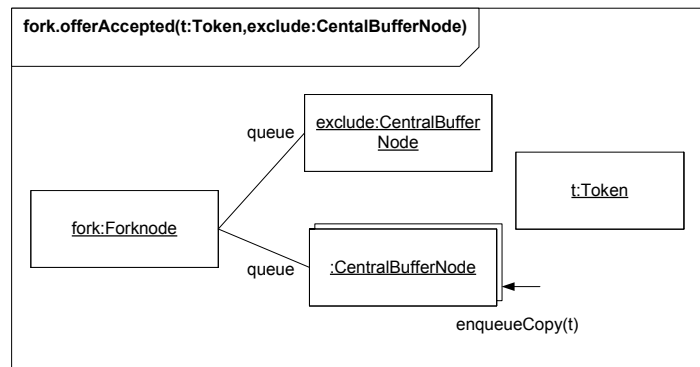 fork.offerAccepted(t:Token,exclude:CentalBufferNode)
queue
exclude:CentralBuffer
Node
t:Token
fork:Forknode
queue
:CentralBufferNode
enqueueCopy(t)